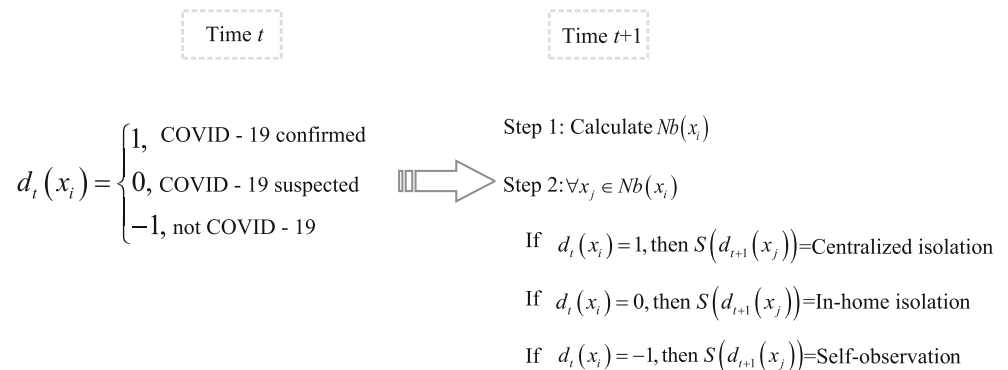 Time t
Time t+1
d_t(x_i) = { 1, COVID - 19 confirmed
0, COVID - 19 suspected
−1, not COVID - 19
Step 1: Calculate Nb(x_i)
Step 2:∀x_j ∈ Nb(x_i)
If d_t(x_i) = 1, then S(d_{t+1}(x_j))=Centralized isolation
If d_t(x_i) = 0, then S(d_{t+1}(x_j))=In-home isolation
If d_t(x_i) = −1, then S(d_{t+1}(x_j))=Self-observation